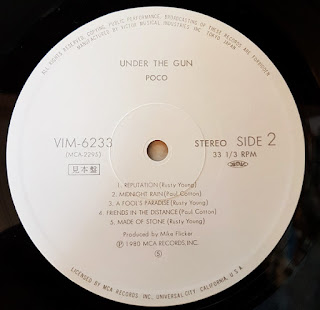 ALL RIGHTS RESERVED. COPYING, PUBLIC PERFORMANCE, BROADCASTING OF THESE RECORDS ARE FORBIDDEN
MANUFACTURED BY VICTOR MUSICAL INDUSTRIES INC. TOKYO JAPAN
UNDER THE GUN
POCO
VIM-6233
(MCA-2295)
見本盤
STEREO SIDE 2
33 1/3 RPM
1. REPUTATION (Rusty Young)
2. MIDNIGHT RAIN (Paul Cotton)
3. A FOOL'S PARADISE (Rusty Young)
4. FRIENDS IN THE DISTANCE (Paul Cotton)
5. MADE OF STONE (Rusty Young)
Produced by Mike Flicker
Ⓟ 1980 MCA RECORDS, INC.
Ⓢ
LICENSED BY MCA RECORDS, INC. UNIVERSAL CITY, CALIFORNIA, U.S.A.